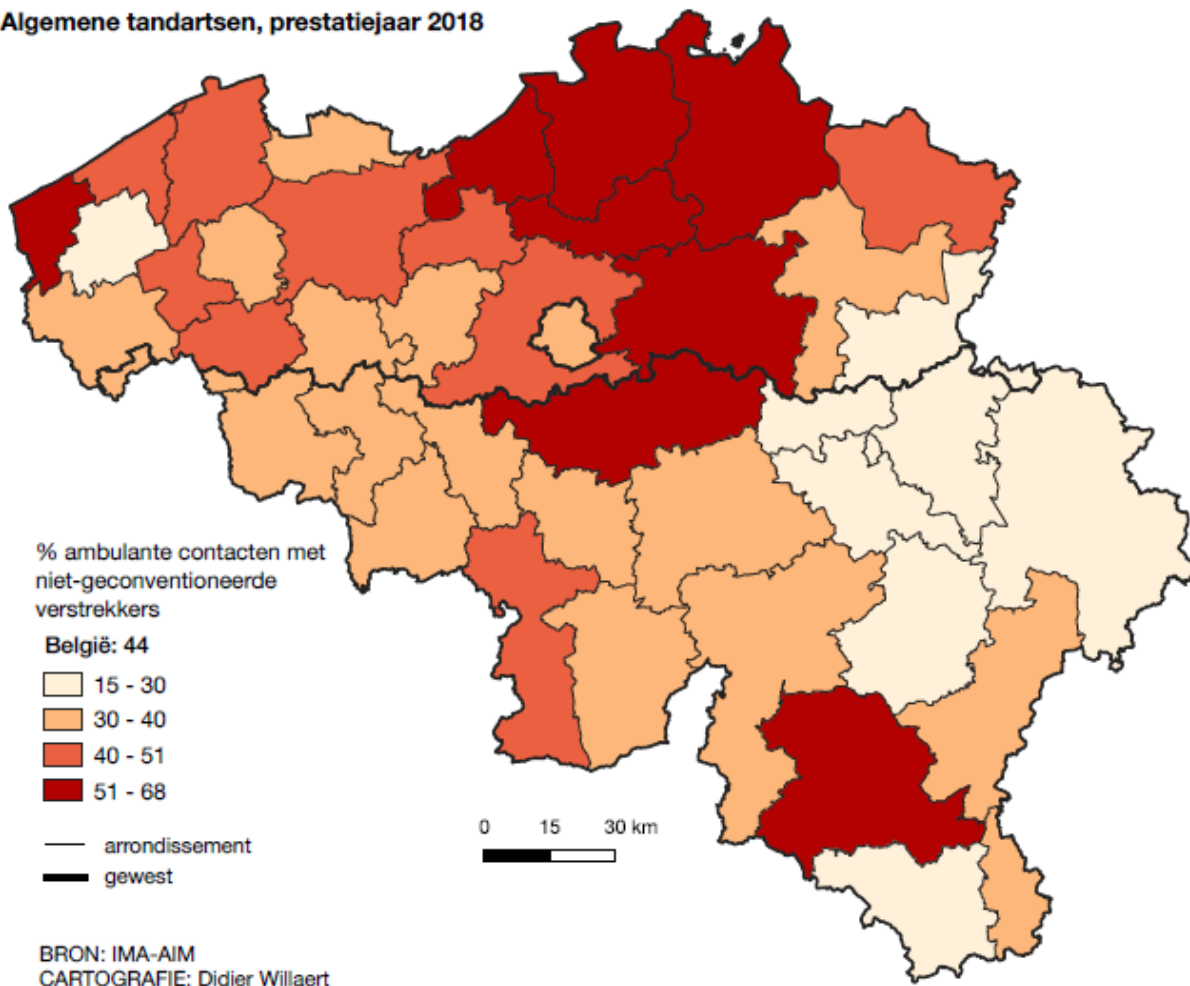 Algemene tandartsen, prestatiejaar 2018
% ambulante contacten met
niet-geconventioneerde
verstrekkers
België: 44
15 - 30
30 - 40
40 - 51
51 - 68
arrondissement
gewest
0 15 30 km
BRON: IMA-AIM
CARTOGRAFIE: Didier Willaert